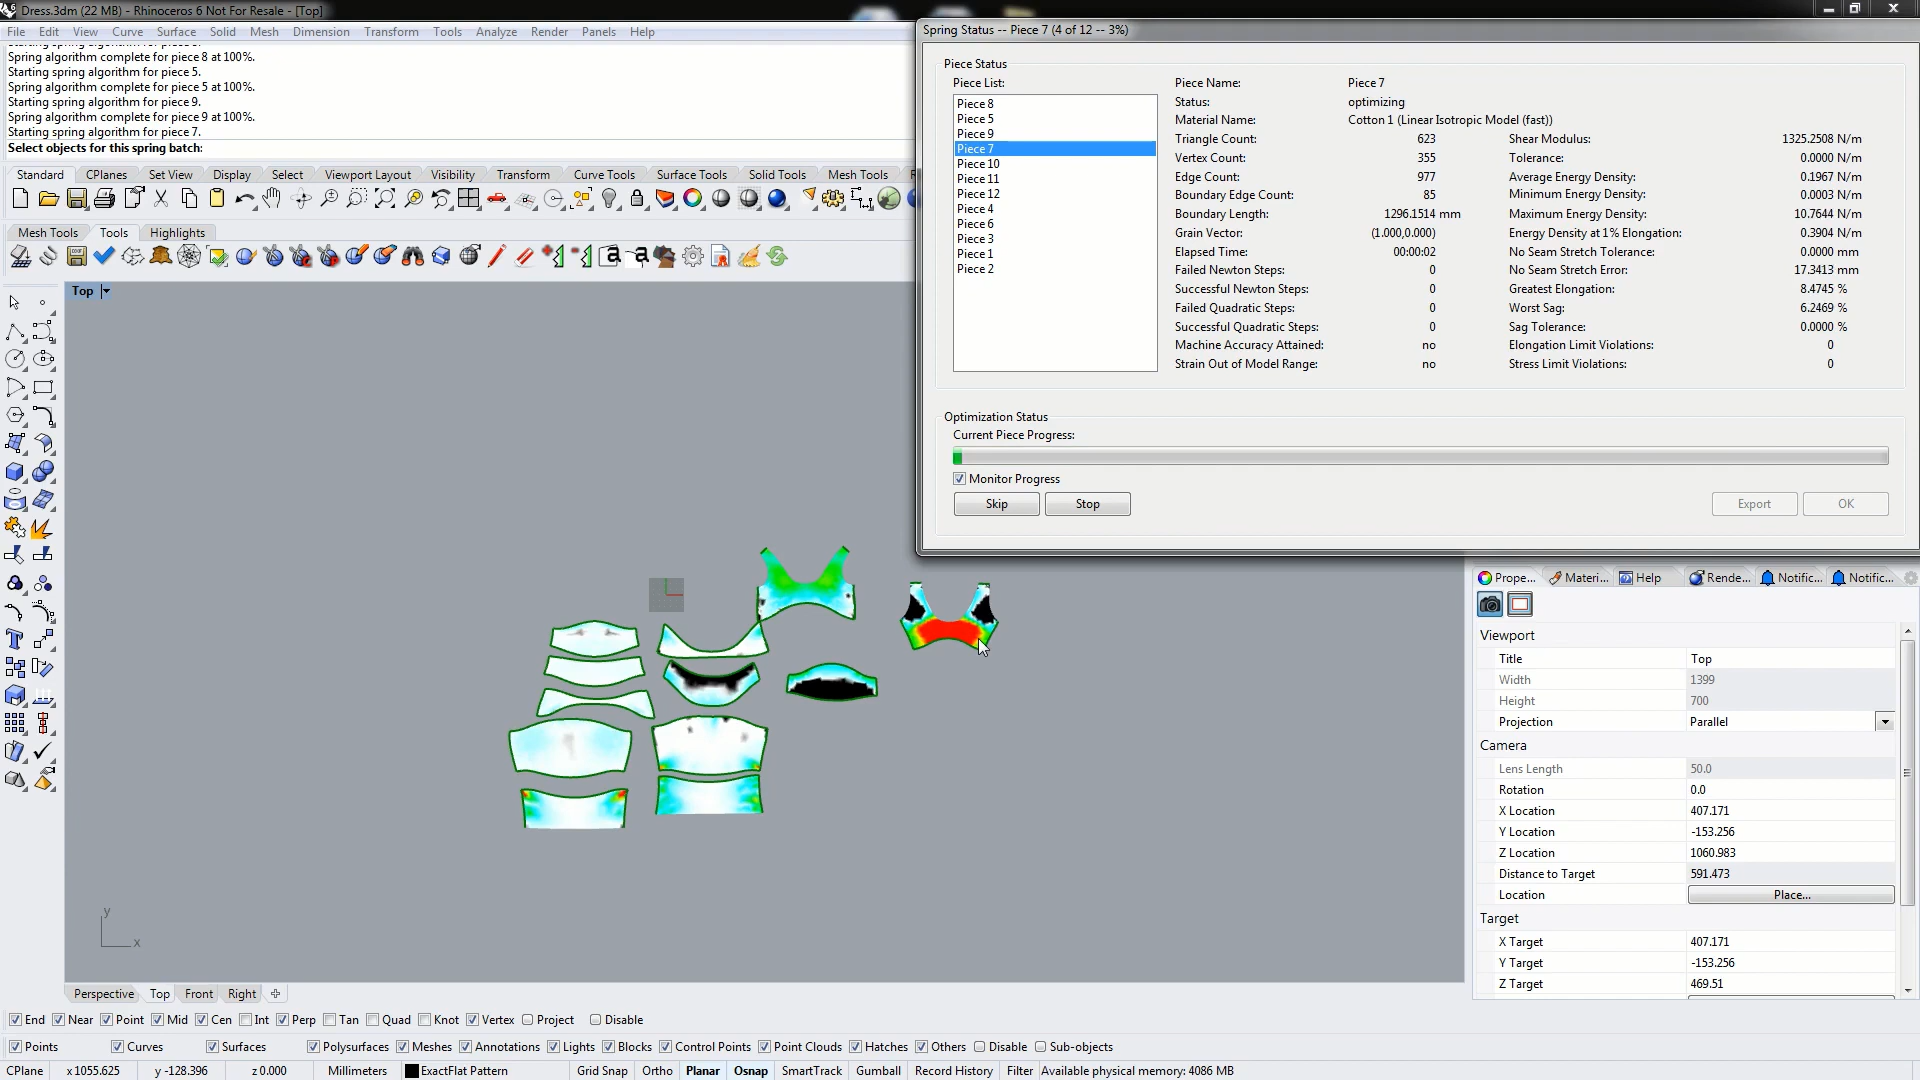 Dress.3dm (22 MB) - Rhinoceros 6 Not For Resale - [Top]
File Edit View Curve Surface Solid Mesh Dimension Transform Tools Analyze Render Panels Help
Spring algorithm complete for piece 8 at 100%.
Starting spring algorithm for piece 5.
Spring algorithm complete for piece 5 at 100%.
Starting spring algorithm for piece 9.
Spring algorithm complete for piece 9 at 100%.
Starting spring algorithm for piece 7.
Select objects for this spring batch:
Standard CPlanes Set View Display Select Viewport Layout Visibility Transform Curve Tools Surface Tools Solid Tools Mesh Tools
Mesh Tools Tools Highlights
Top
Spring Status -- Piece 7 (4 of 12 -- 3%)
Piece Status
Piece List:
Piece 8
Piece 5
Piece 9
Piece 7
Piece 10
Piece 11
Piece 12
Piece 4
Piece 6
Piece 3
Piece 1
Piece 2
Piece Name: Piece 7
Status: optimizing
Material Name: Cotton 1 (Linear Isotropic Model (fast))
Triangle Count: 623 Shear Modulus: 1325.2508 N/m
Vertex Count: 355 Tolerance: 0.0000 N/m
Edge Count: 977 Average Energy Density: 0.1967 N/m
Boundary Edge Count: 85 Minimum Energy Density: 0.0003 N/m
Boundary Length: 1296.1514 mm Maximum Energy Density: 10.7644 N/m
Grain Vector: (1.000,0.000) Energy Density at 1% Elongation: 0.3904 N/m
Elapsed Time: 00:00:02 No Seam Stretch Tolerance: 0.0000 mm
Failed Newton Steps: 0 No Seam Stretch Error: 17.3413 mm
Successful Newton Steps: 0 Greatest Elongation: 8.4745 %
Failed Quadratic Steps: 0 Worst Sag: 6.2469 %
Successful Quadratic Steps: 0 Sag Tolerance: 0.0000 %
Machine Accuracy Attained: no Elongation Limit Violations: 0
Strain Out of Model Range: no Stress Limit Violations: 0
Optimization Status
Current Piece Progress:
Monitor Progress
Skip Stop Export OK
Prope... Materi... Help Rende... Notific... Notific...
Viewport
Title Top
Width 1399
Height 700
Projection Parallel
Camera
Lens Length 50.0
Rotation 0.0
X Location 407.171
Y Location -153.256
Z Location 1060.983
Distance to Target 591.473
Location Place...
Target
X Target 407.171
Y Target -153.256
Z Target 469.51
y
x
Perspective Top Front Right
End Near Point Mid Cen Int Perp Tan Quad Knot Vertex Project Disable
Points Curves Surfaces Polysurfaces Meshes Annotations Lights Blocks Control Points Point Clouds Hatches Others Disable Sub-objects
CPlane x 1055.625 y -128.396 z 0.000 Millimeters ExactFlat Pattern Grid Snap Ortho Planar Osnap SmartTrack Gumball Record History Filter Available physical memory: 4086 MB